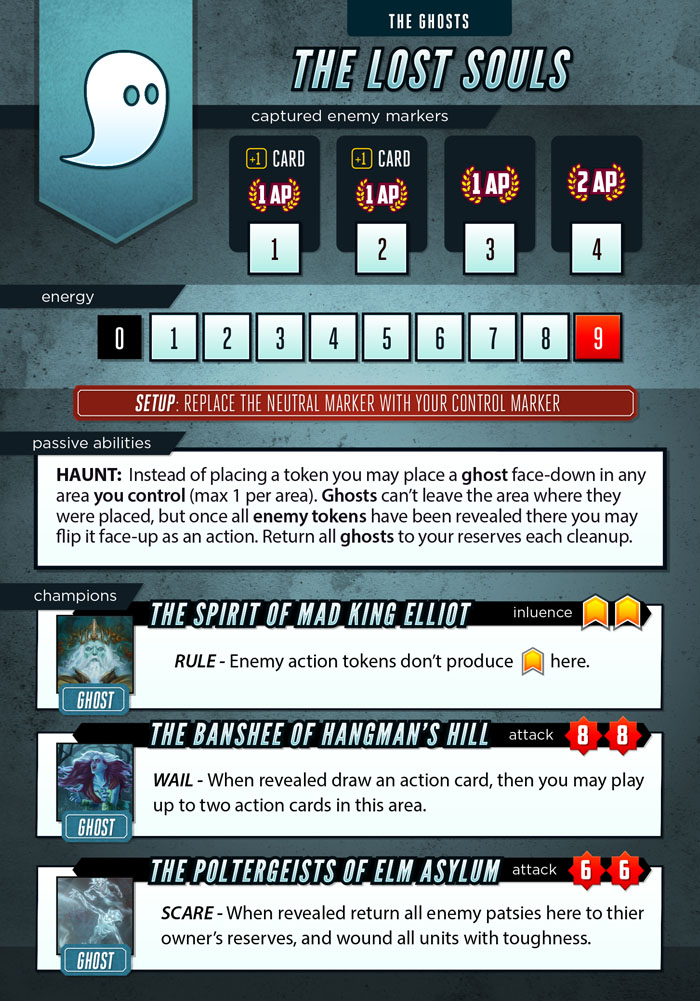 THE GHOSTS
THE LOST SOULS
captured enemy markers
+1 CARD
1 AP
1
+1 CARD
1 AP
2
1 AP
3
2 AP
4
energy
0 1 2 3 4 5 6 7 8 9
SETUP: REPLACE THE NEUTRAL MARKER WITH YOUR CONTROL MARKER
passive abilities
HAUNT: Instead of placing a token you may place a ghost face-down in any
area you control (max 1 per area). Ghosts can't leave the area where they
were placed, but once all enemy tokens have been revealed there you may
flip it face-up as an action. Return all ghosts to your reserves each cleanup.
champions
THE SPIRIT OF MAD KING ELLIOT
inluence
RULE - Enemy action tokens don't produce here.
GHOST
THE BANSHEE OF HANGMAN'S HILL
attack 8 8
WAIL - When revealed draw an action card, then you may play
up to two action cards in this area.
GHOST
THE POLTERGEISTS OF ELM ASYLUM
attack 6 6
SCARE - When revealed return all enemy patsies here to thier
owner's reserves, and wound all units with toughness.
GHOST